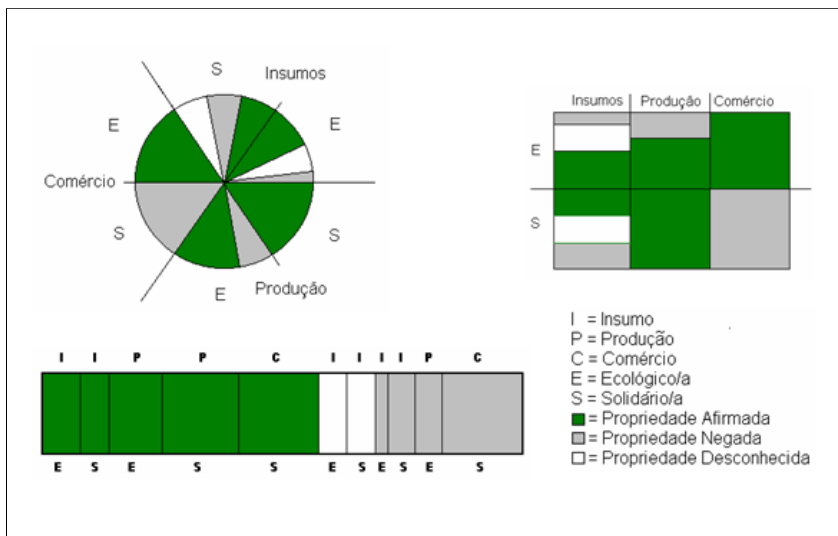 S
Insumos
E
E
Comércio
S
S
E
Produção
Insumos Produção Comércio
E
S
I = Insumo
P = Produção
C = Comércio
E = Ecológico/a
S = Solidário/a
= Propriedade Afirmada
= Propriedade Negada
= Propriedade Desconhecida
I I P P C I I I I P C
E S E S S E S E S E S